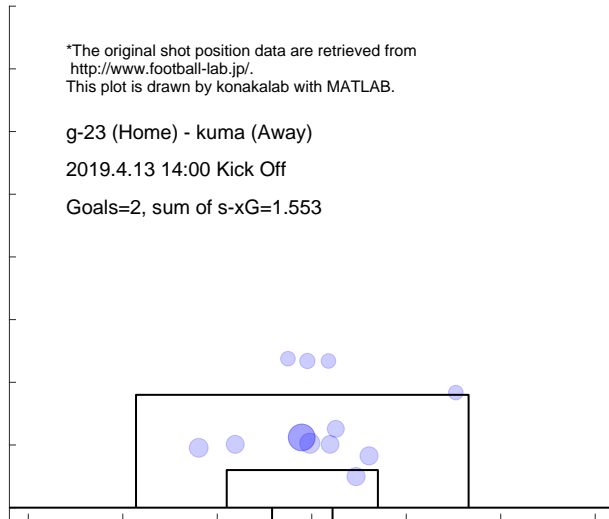 *The original shot position data are retrieved from
http://www.football-lab.jp/.
This plot is drawn by konakalab with MATLAB.
g-23 (Home) - kuma (Away)
2019.4.13 14:00 Kick Off
Goals=2, sum of s-xG=1.553